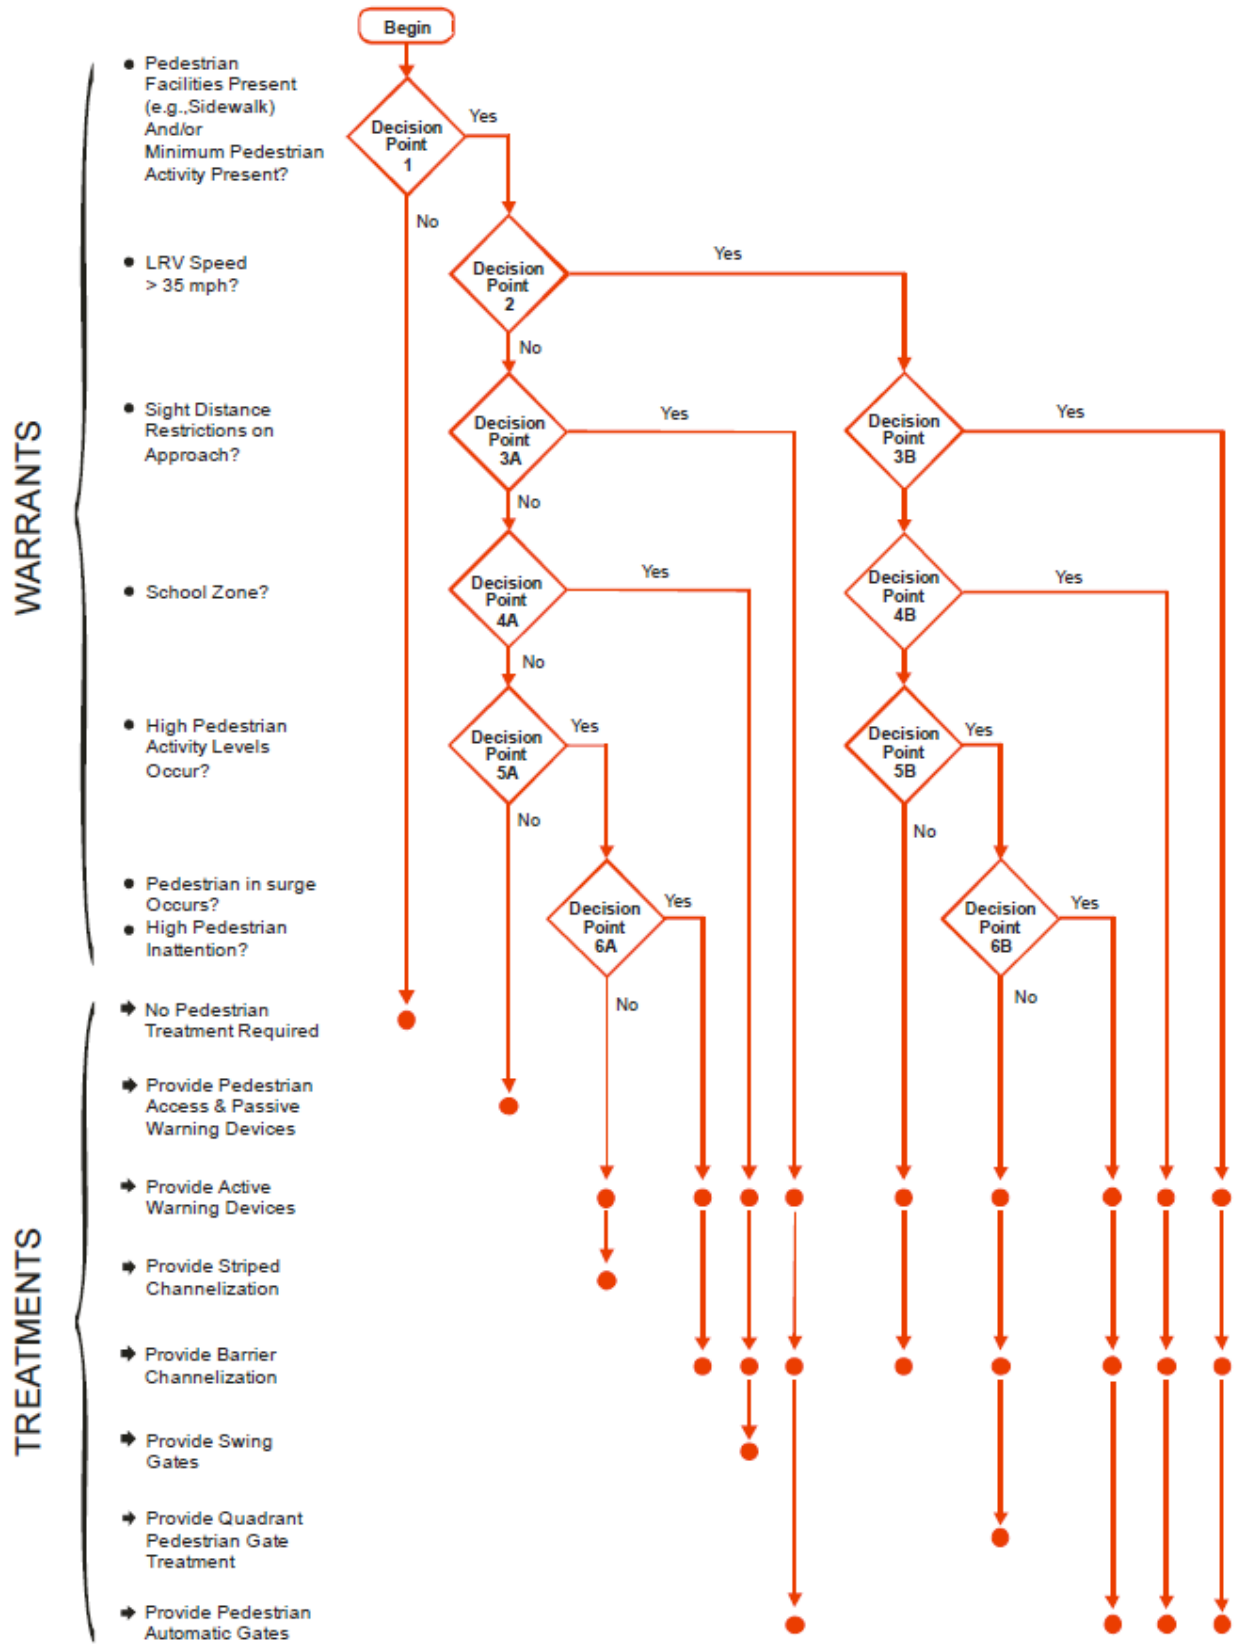 Begin
WARRANTS
Pedestrian
Facilities Present
(e.g.,Sidewalk)
And/or
Minimum Pedestrian
Activity Present?
Decision
Point
1
Yes
No
LRV Speed
> 35 mph?
Decision
Point
2
Yes
No
Sight Distance
Restrictions on
Approach?
Decision
Point
3A
Yes
No
Decision
Point
3B
Yes
School Zone?
Decision
Point
4A
Yes
No
Decision
Point
4B
Yes
High Pedestrian
Activity Levels
Occur?
Decision
Point
5A
Yes
No
Decision
Point
5B
Yes
No
Pedestrian in surge
Occurs?
High Pedestrian
Inattention?
Decision
Point
6A
Yes
No
Decision
Point
6B
Yes
No
TREATMENTS
No Pedestrian
Treatment Required
Provide Pedestrian
Access & Passive
Warning Devices
Provide Active
Warning Devices
Provide Striped
Channelization
Provide Barrier
Channelization
Provide Swing
Gates
Provide Quadrant
Pedestrian Gate
Treatment
Provide Pedestrian
Automatic Gates